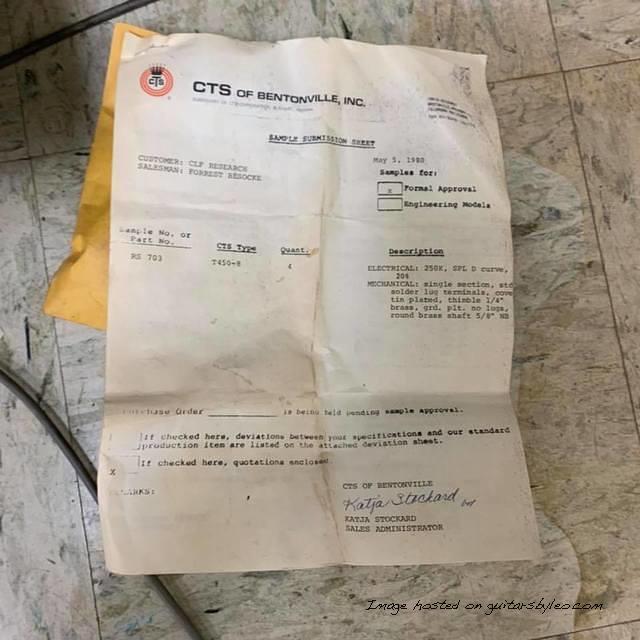 CTS
CTS OF BENTONVILLE, INC.
SAMPLE SUBMISSION SHEET
CUSTOMER: CLF RESEARCH
SALESMAN: FORREST RESOCKE
May 5, 1980
Samples for:
x Formal Approval
Engineering Models
Sample No. or
Part No.
CTS Type
Quant.
Description
RS 703
T450-8
4
ELECTRICAL: 250K, SPL D curve,
20%
MECHANICAL: single section, std
solder lug terminals, cove
tin plated, thimble 1/4"
brass, grd. plt. no lugs,
round brass shaft 5/8" NB
Purchase Order ____________ is being held pending sample approval.
If checked here, deviations between your specifications and our standard
production item are listed on the attached deviation sheet.
X If checked here, quotations enclosed.
MARKS:
CTS OF BENTONVILLE
Katja Stockard
KATJA STOCKARD
SALES ADMINISTRATOR
Image hosted on guitarsbyleo.com